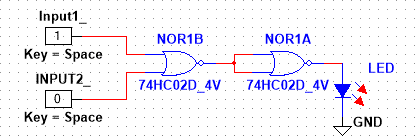 Input1_
1
Key = Space
INPUT2_
0
Key = Space
NOR1B
74HC02D_4V
NOR1A
74HC02D_4V
LED
GND